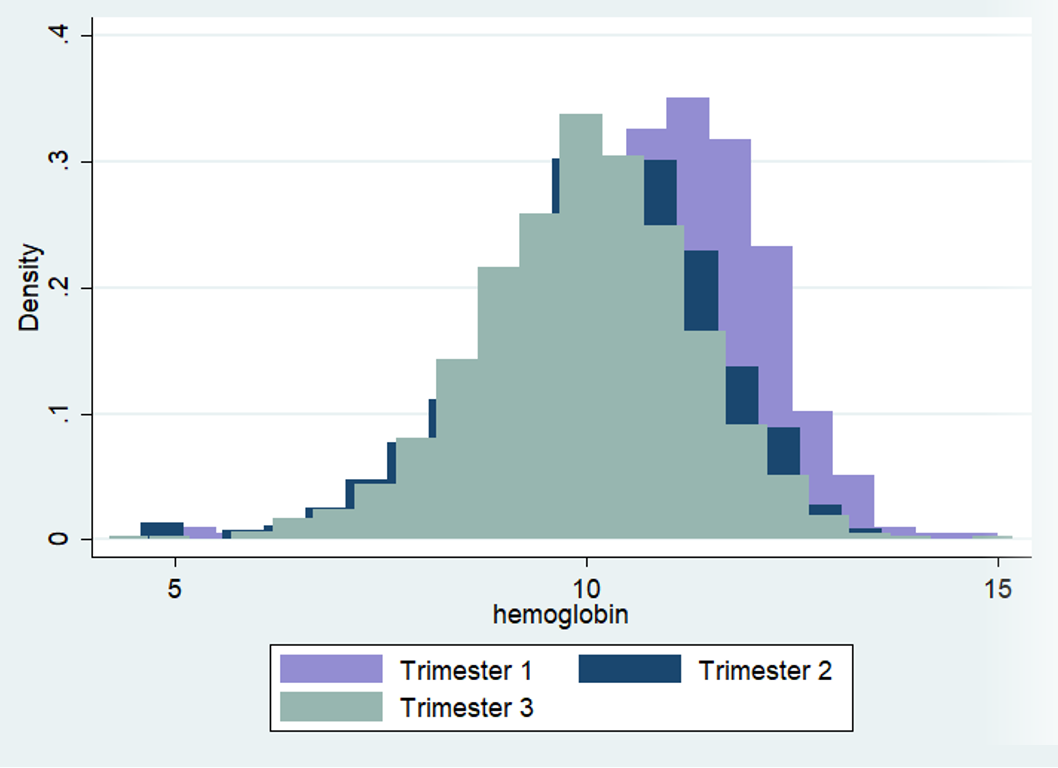 .4
.3
.2
.1
0
Density
5 10 15
hemoglobin
Trimester 1 Trimester 2
Trimester 3